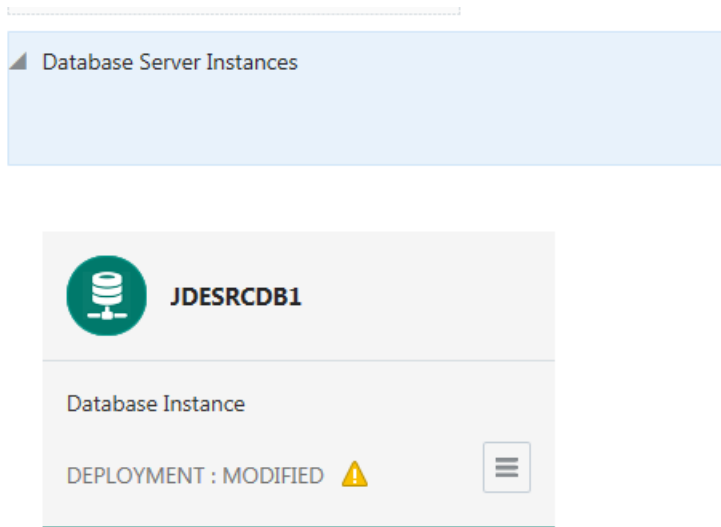 Database Server Instances
JDESRCDB1
Database Instance
DEPLOYMENT : MODIFIED